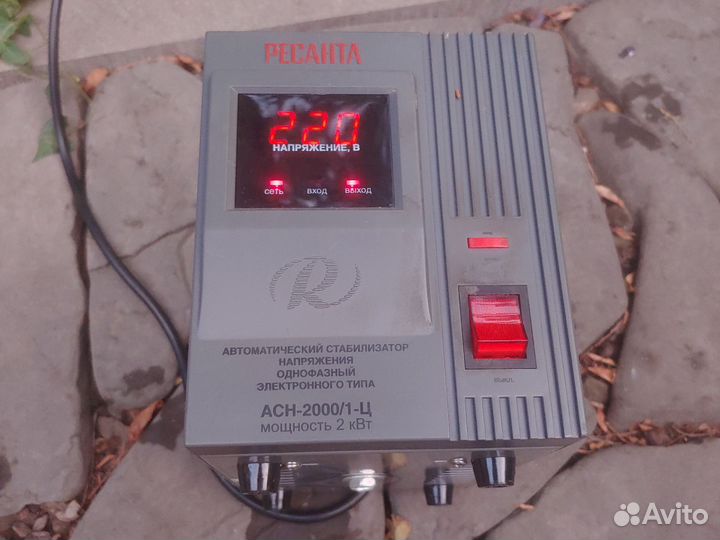 РЕСАНТА
220
НАПРЯЖЕНИЕ, В
СЕТЬ ВХОД ВЫХОД
R
АВТОМАТИЧЕСКИЙ СТАБИЛИЗАТОР
НАПРЯЖЕНИЯ
ОДНОФАЗНЫЙ
ЭЛЕКТРОННОГО ТИПА
АСН-2000/1-Ц
МОЩНОСТЬ 2 кВт
Avito